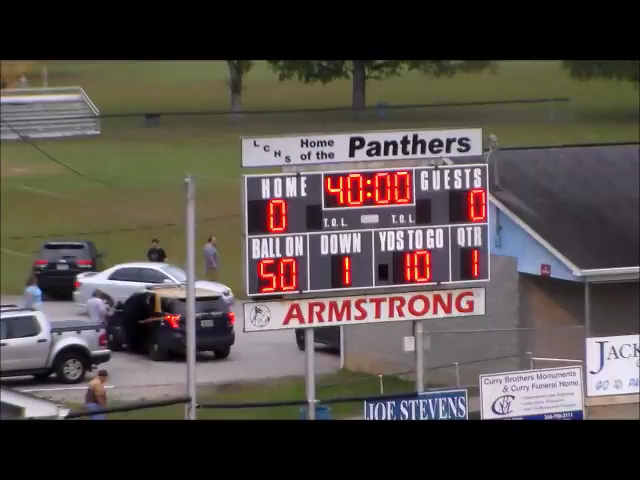 LCHS Home of the Panthers
HOME 40:00 GUESTS
0 T.O.L. T.O.L. 0
BALL ON DOWN YDS TO GO QTR
50 1 10 1
ARMSTRONG
JOE STEVENS
Curry Brothers Monuments
& Curry Funeral Home
JACK